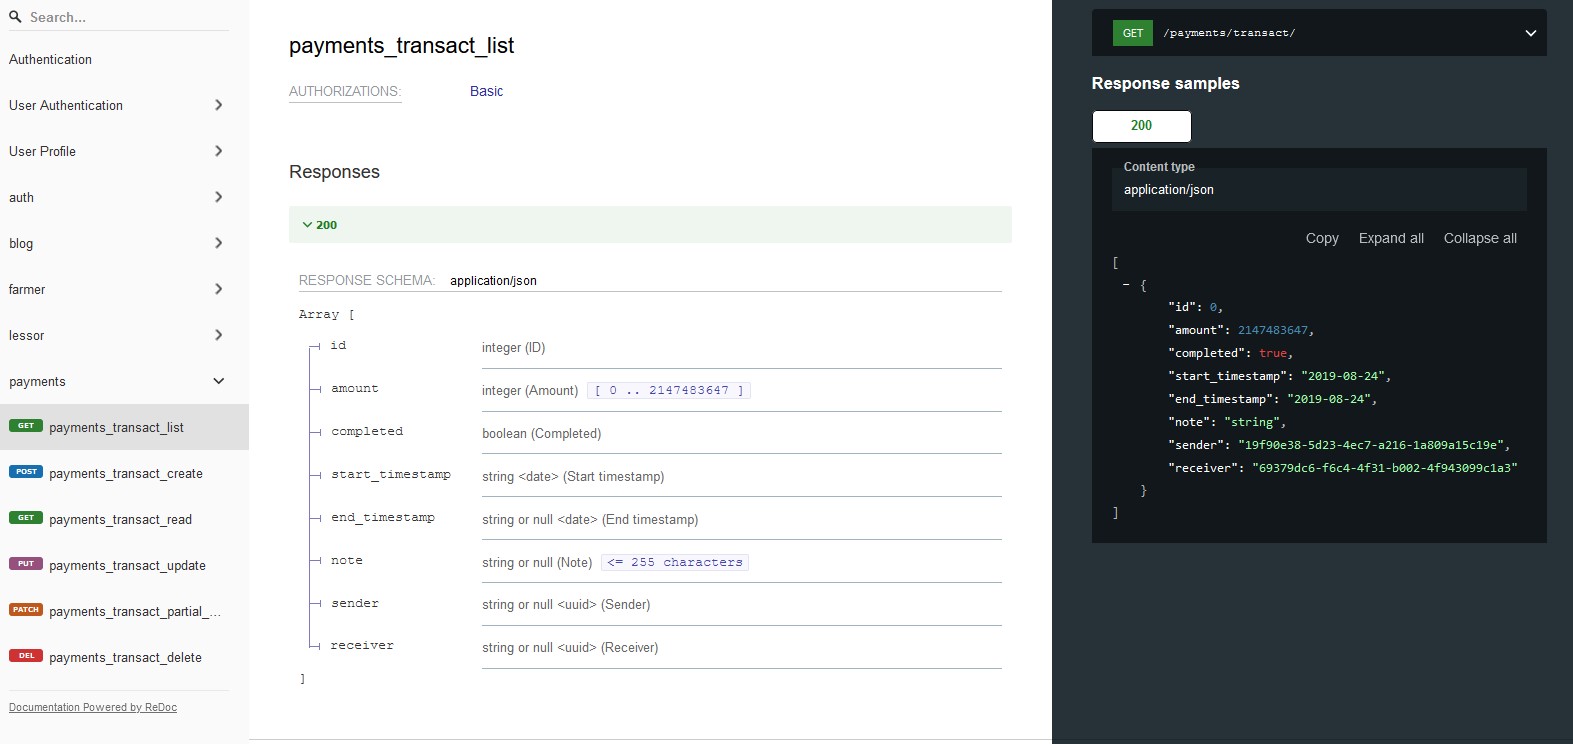 Search...
Authentication
User Authentication
User Profile
auth
blog
farmer
lessor
payments
GET payments_transact_list
POST payments_transact_create
GET payments_transact_read
PUT payments_transact_update
PATCH payments_transact_partial_...
DEL payments_transact_delete
Documentation Powered by ReDoc
payments_transact_list
AUTHORIZATIONS: Basic
Responses
200
RESPONSE SCHEMA: application/json
Array [
id integer (ID)
amount integer (Amount) [ 0 .. 2147483647 ]
completed boolean (Completed)
start_timestamp string <date> (Start timestamp)
end_timestamp string or null <date> (End timestamp)
note string or null (Note) <= 255 characters
sender string or null <uuid> (Sender)
receiver string or null <uuid> (Receiver)
]
GET /payments/transact/
Response samples
200
Content type
application/json
Copy Expand all Collapse all
[
- {
"id": 0,
"amount": 2147483647,
"completed": true,
"start_timestamp": "2019-08-24",
"end_timestamp": "2019-08-24",
"note": "string",
"sender": "19f90e38-5d23-4ec7-a216-1a809a15c19e",
"receiver": "69379dc6-f6c4-4f31-b002-4f943099c1a3"
}
]